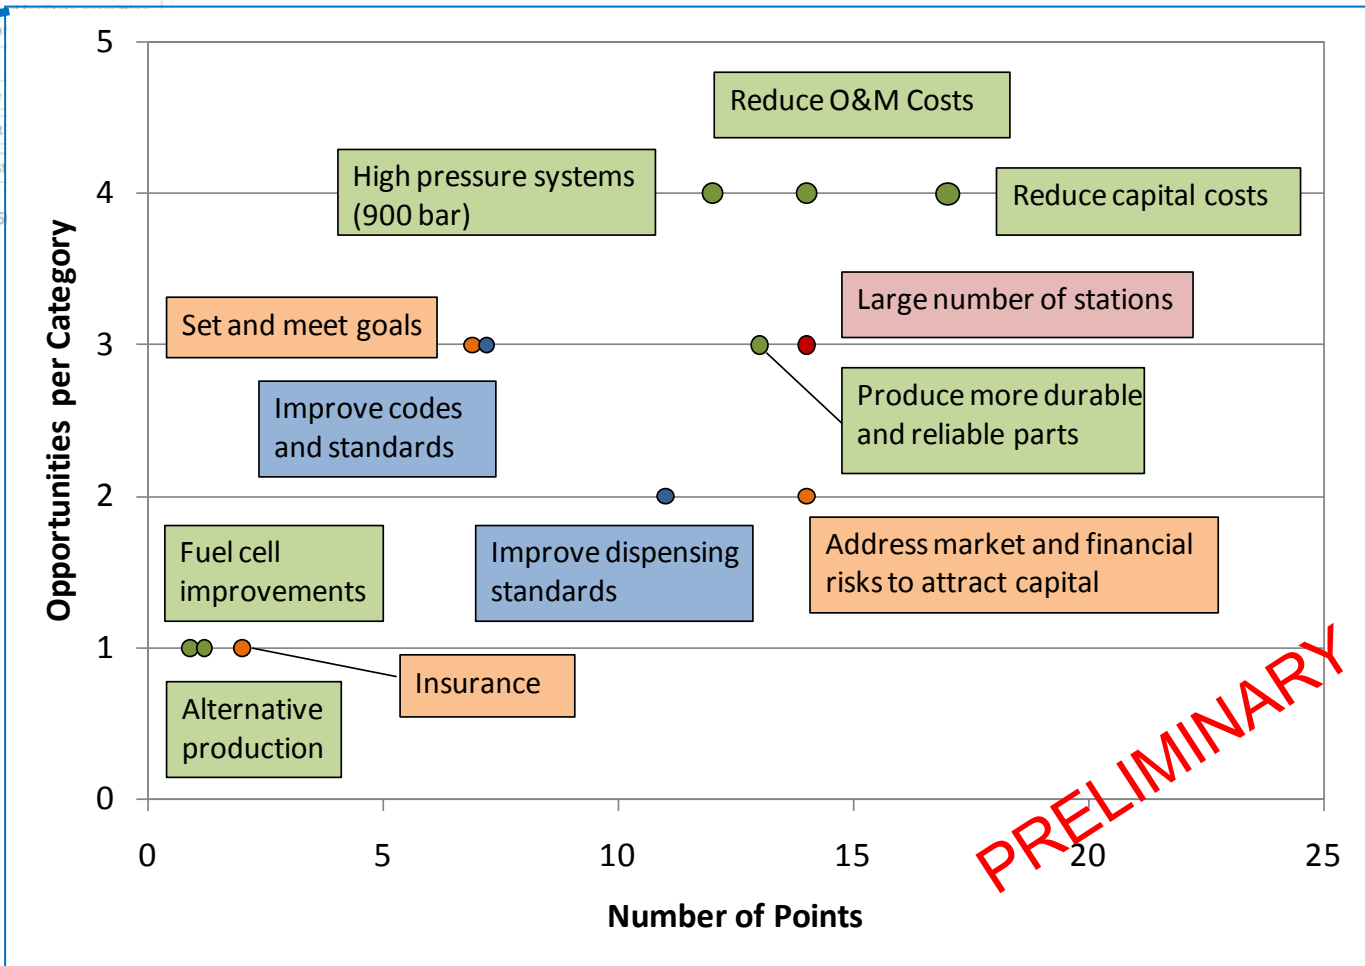 5
Reduce O&M Costs
High pressure systems
(900 bar)
4
Reduce capital costs
Large number of stations
Set and meet goals
3
Produce more durable
and reliable parts
Improve codes
and standards
2
Fuel cell
improvements
Improve dispensing
standards
Address market and financial
risks to attract capital
1
Insurance
Alternative
production
0
0
5
10
15
20
25
Opportunities per Category
Number of Points
PRELIMINARY